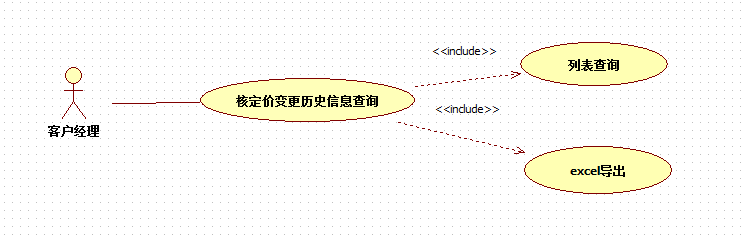 <<include>>
列表查询
核定价变更历史信息查询
<<include>>
客户经理
excel导出